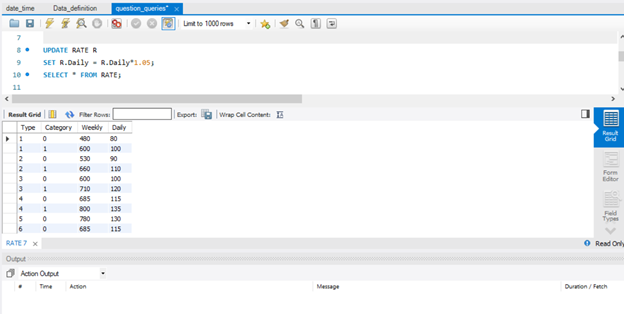 date_time Data_definition question_queries* ×
Limit to 1000 rows
7
8 UPDATE RATE R
9 SET R.Daily = R.Daily*1.05;
10 SELECT * FROM RATE;
11
Result Grid Filter Rows: Export: Wrap Cell Content:
Type Category Weekly Daily
1 0 480 80
1 1 600 100
2 0 530 90
2 1 660 110
3 0 600 100
3 1 710 120
4 0 685 115
4 1 800 135
5 0 780 130
6 0 685 115
Result
Grid
Form
Editor
Field
Types
RATE 7 × Read Only
Output
Action Output
# Time Action Message Duration / Fetch